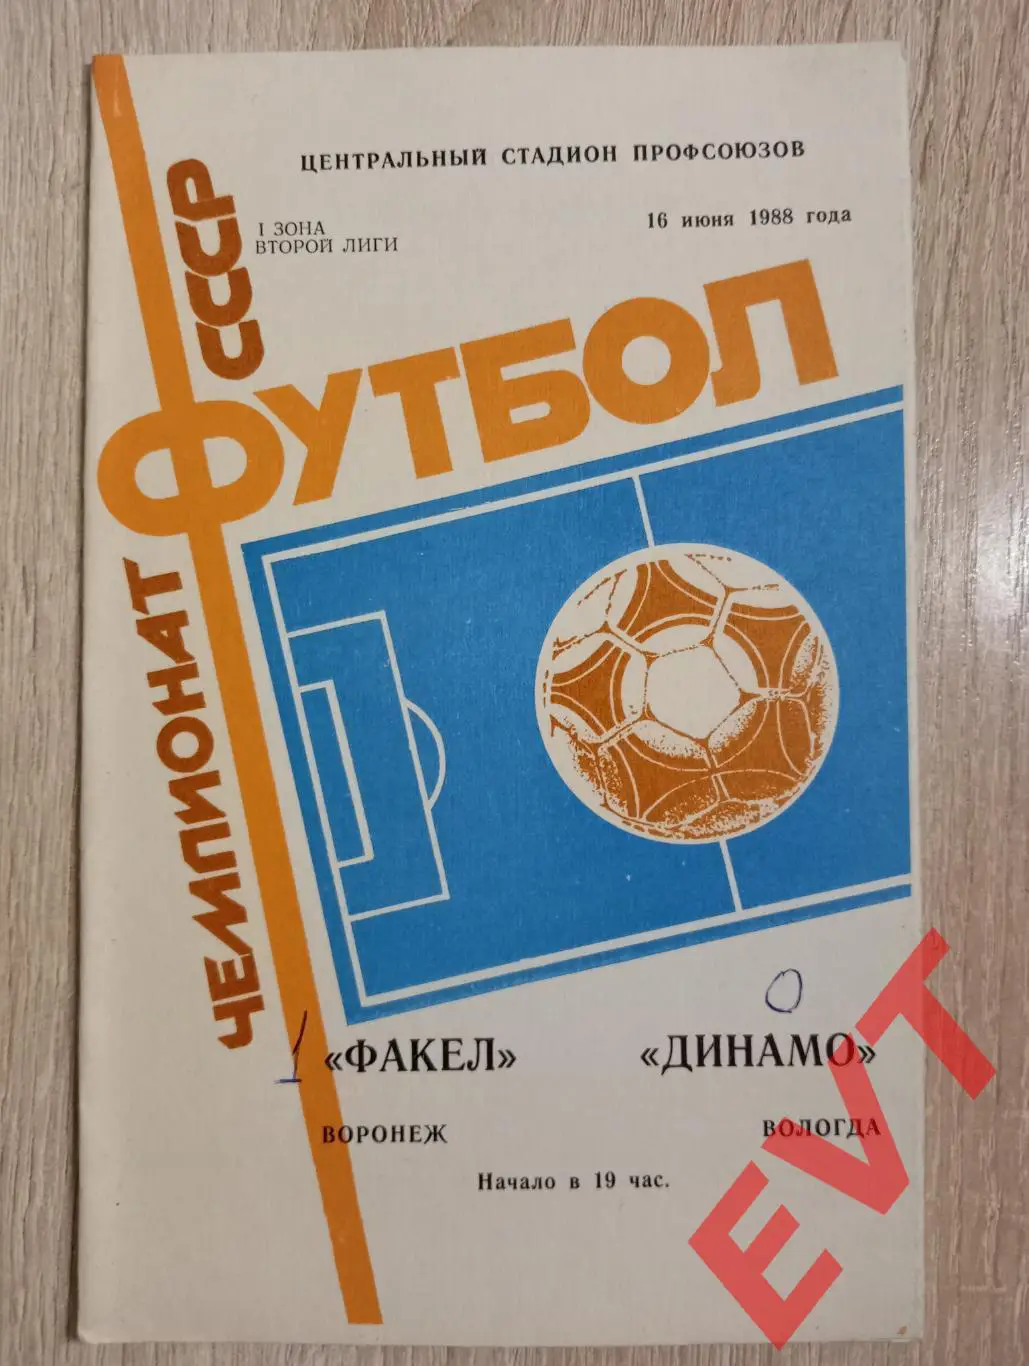 ЦЕНТРАЛЬНЫЙ СТАДИОН ПРОФСОЮЗОВ
I ЗОНА
ВТОРОЙ ЛИГИ
16 июня 1988 года
ЧЕМПИОНАТ СССР
ФУТБОЛ
1 0
«ФАКЕЛ» «ДИНАМО»
ВОРОНЕЖ ВОЛОГДА
Начало в 19 час.
EVT